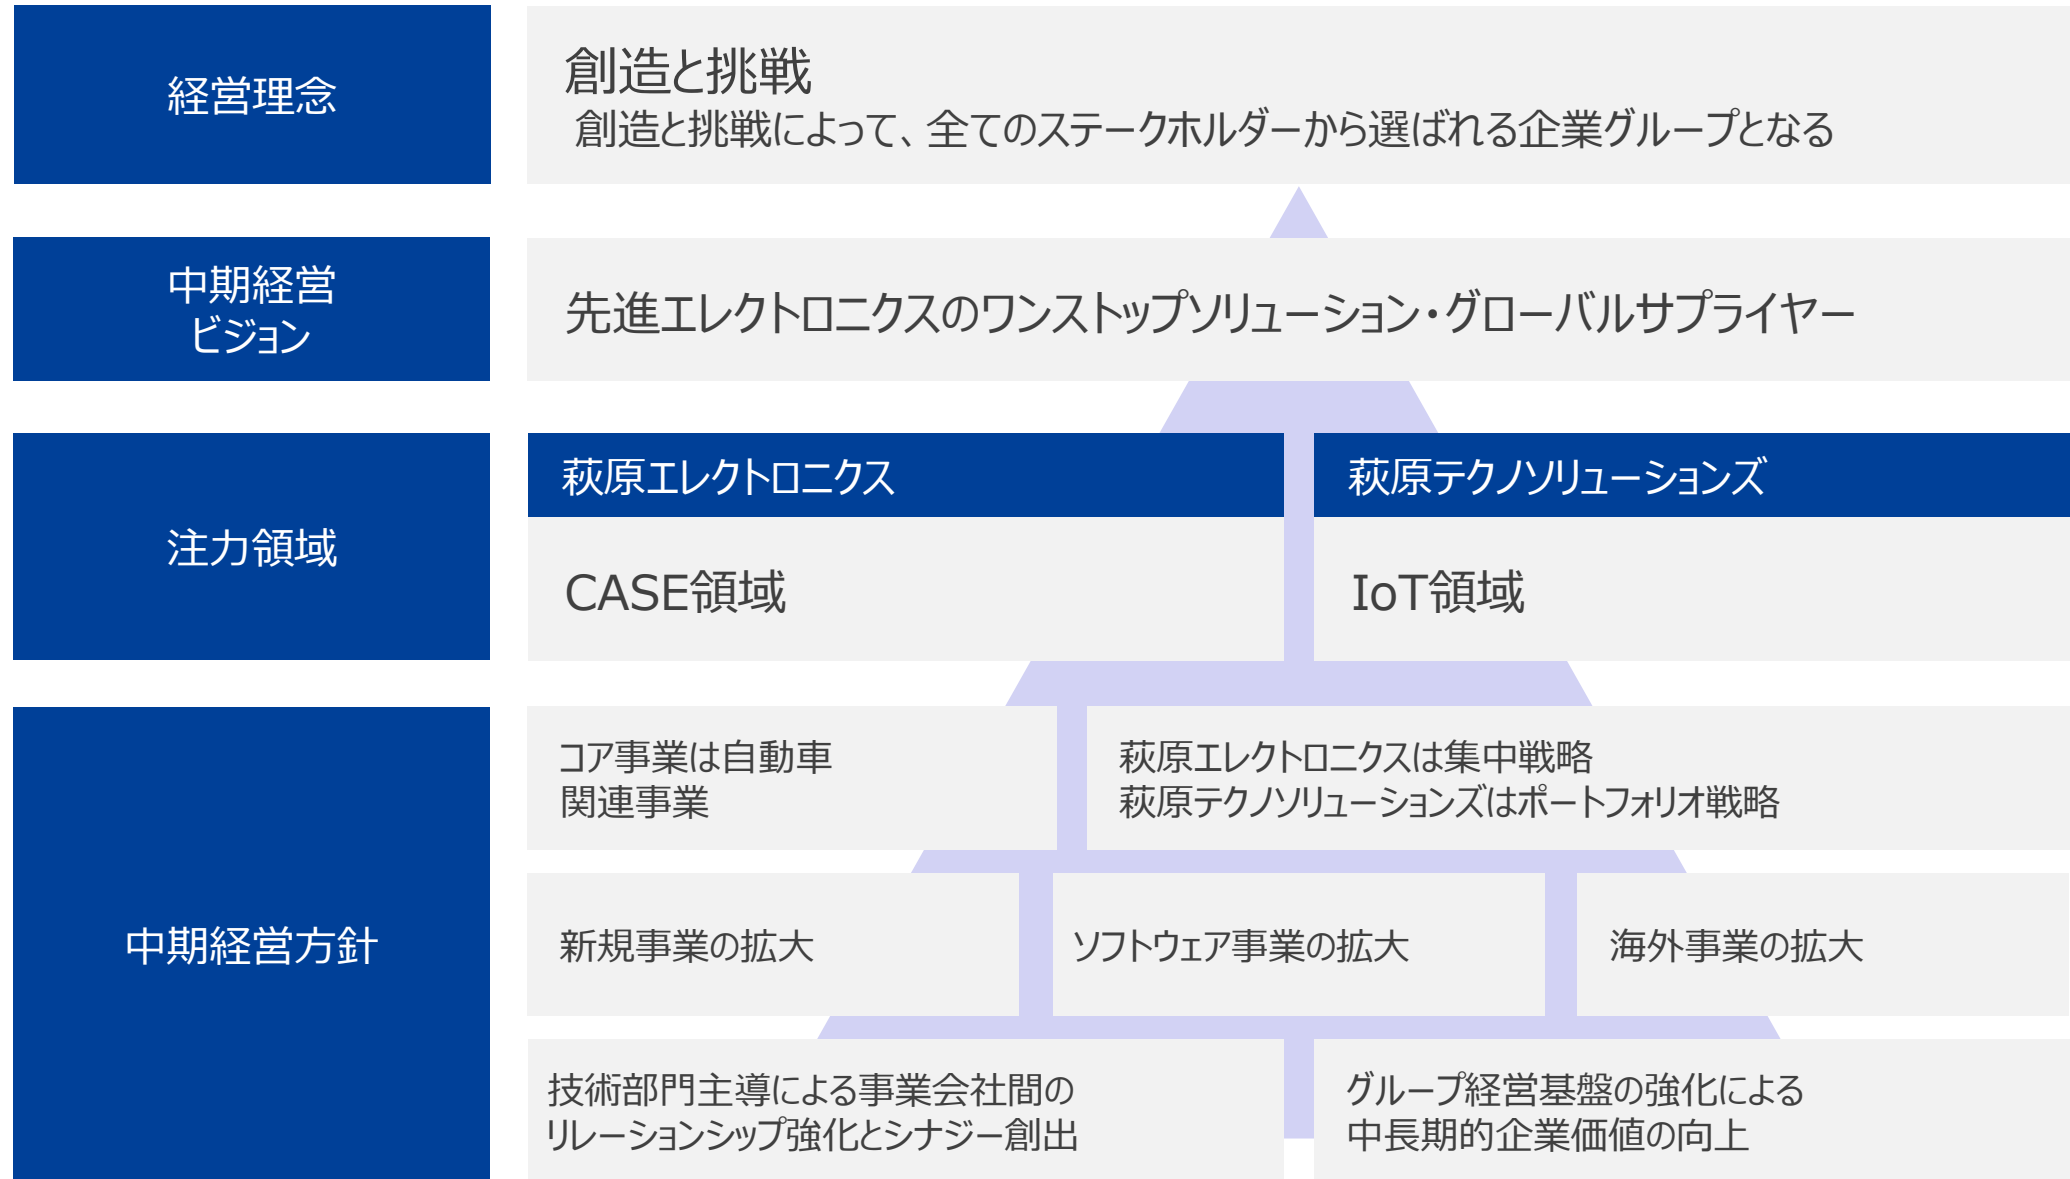 経営理念
創造と挑戦
創造と挑戦によって、全てのステークホルダーから選ばれる企業グループとなる
中期経営
ビジョン
先進エレクトロニクスのワンストップソリューション・グローバルサプライヤー
注力領域
萩原エレクトロニクス
CASE領域
萩原テクノソリューションズ
IoT領域
中期経営方針
コア事業は自動車
関連事業
萩原エレクトロニクスは集中戦略
萩原テクノソリューションズはポートフォリオ戦略
新規事業の拡大
ソフトウェア事業の拡大
海外事業の拡大
技術部門主導による事業会社間の
リレーションシップ強化とシナジー創出
グループ経営基盤の強化による
中長期的企業価値の向上